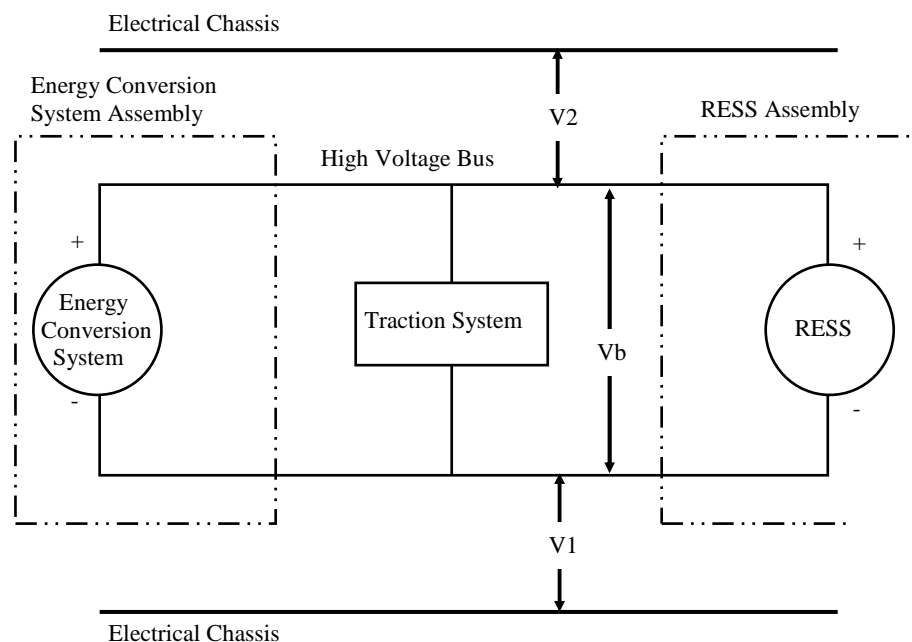 Electrical Chassis
Energy Conversion
System Assembly
V2
RESS Assembly
High Voltage Bus
+
+
Energy
Conversion
System
Traction System
Vb
RESS
-
-
V1
Electrical Chassis